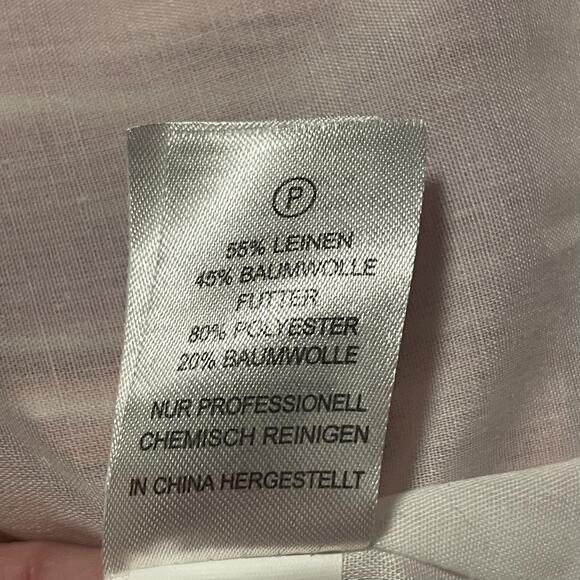 P
55% LEINEN
45% BAUMWOLLE
FUTTER
80% POLYESTER
20% BAUMWOLLE
NUR PROFESSIONELL
CHEMISCH REINIGEN
IN CHINA HERGESTELLT